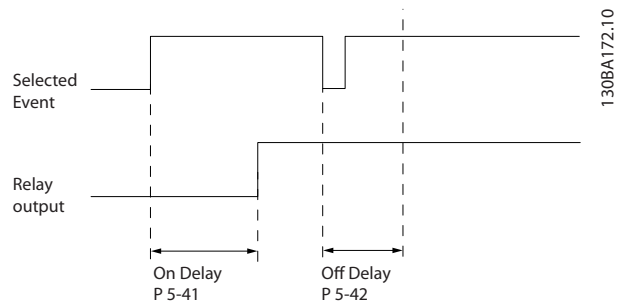 130BA172.10
Selected
Event
Relay
output
On Delay
P 5-41
Off Delay
P 5-42